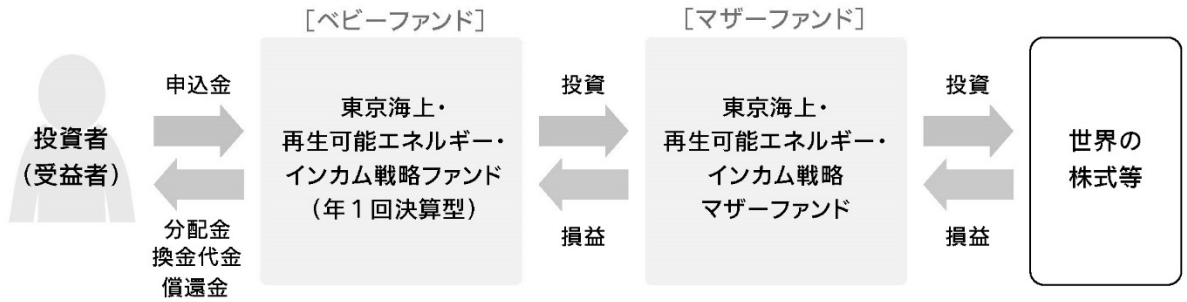 [ベビーファンド]
[マザーファンド]
投資者
(受益者)
申込金
分配金
換金代金
償還金
東京海上・
再生可能エネルギー・
インカム戦略ファンド
(年1回決算型)
投資
損益
東京海上・
再生可能エネルギー・
インカム戦略
マザーファンド
投資
損益
世界の
株式等